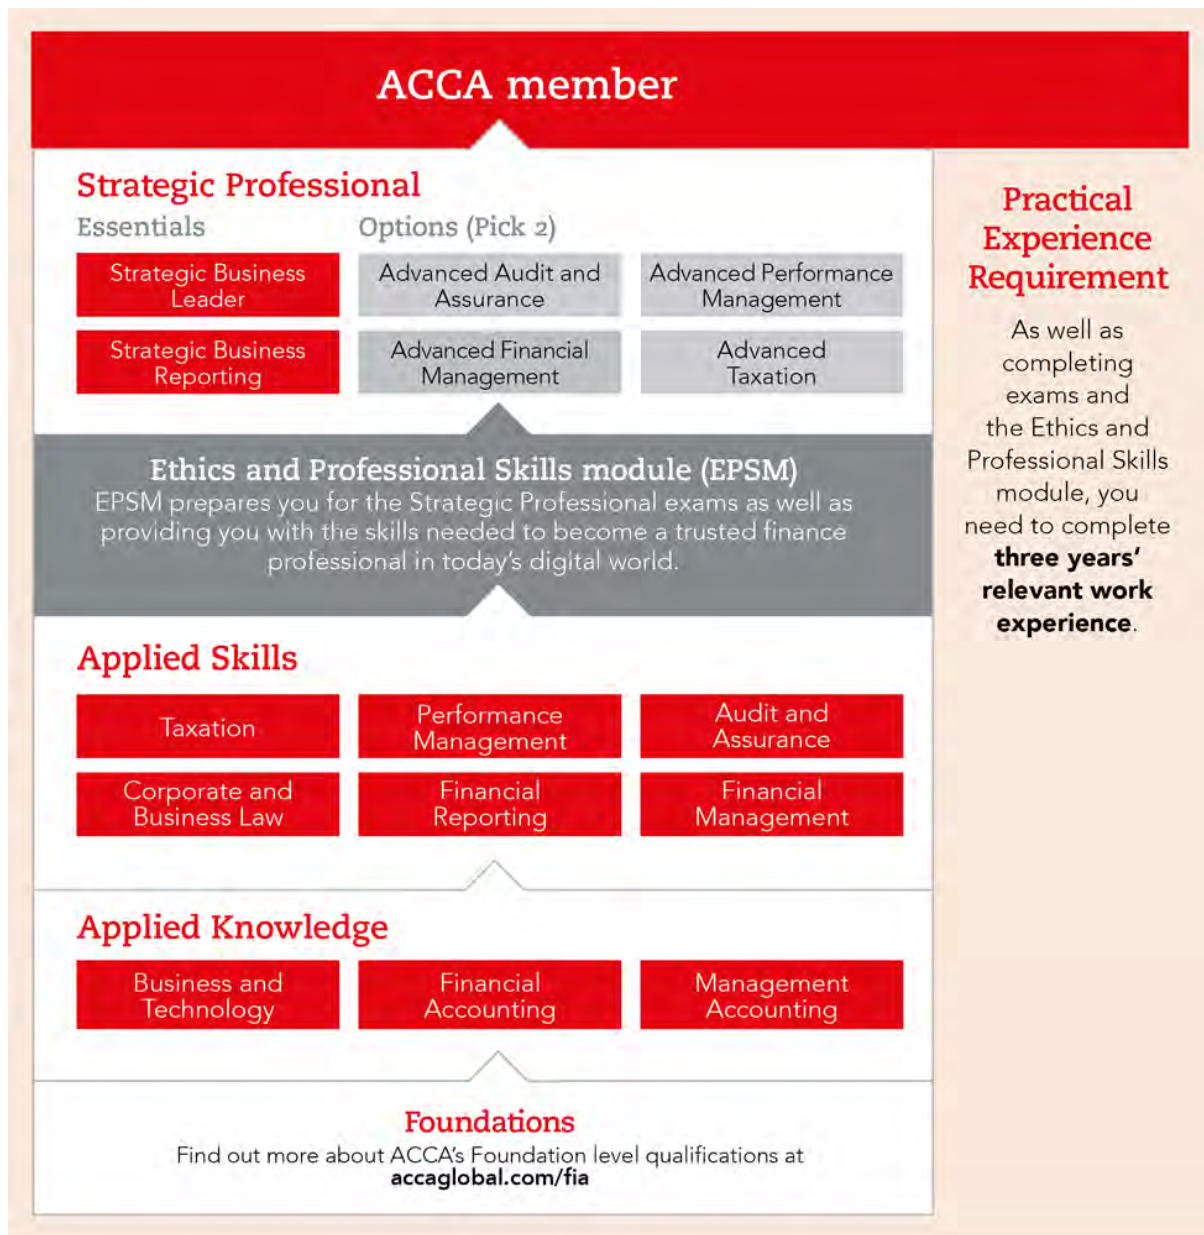 ACCA member
Strategic Professional
Essentials
Options (Pick 2)
Strategic Business
Leader
Advanced Audit and
Assurance
Advanced Performance
Management
Strategic Business
Reporting
Advanced Financial
Management
Advanced
Taxation
Ethics and Professional Skills module (EPSM)
EPSM prepares you for the Strategic Professional exams as well as
providing you with the skills needed to become a trusted finance
professional in today's digital world.
Applied Skills
Taxation
Performance
Management
Audit and
Assurance
Corporate and
Business Law
Financial
Reporting
Financial
Management
Applied Knowledge
Business and
Technology
Financial
Accounting
Management
Accounting
Foundations
Find out more about ACCA's Foundation level qualifications at
accaglobal.com/fia
Practical
Experience
Requirement
As well as
completing
exams and
the Ethics and
Professional Skills
module, you
need to complete
three years'
relevant work
experience.